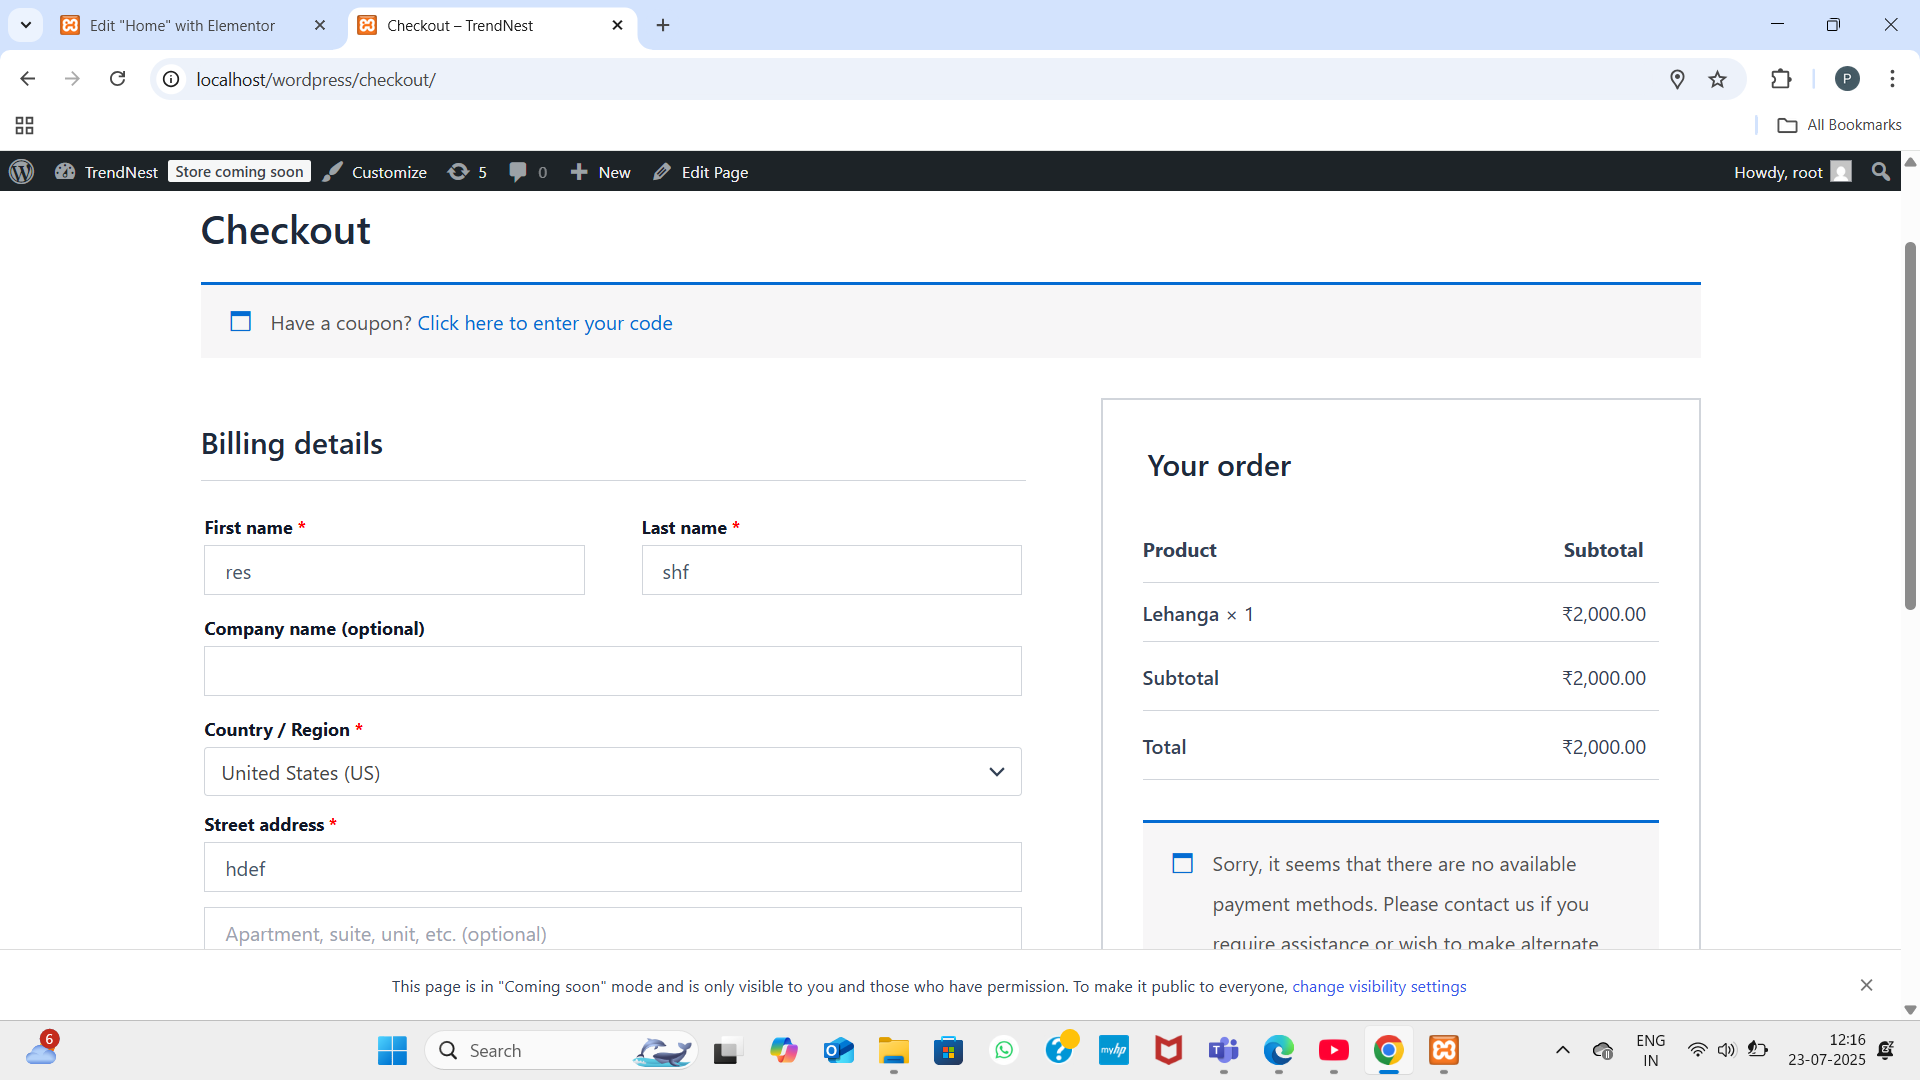 Edit "Home" with Elementor
Checkout – TrendNest
localhost/wordpress/checkout/
P
All Bookmarks
TrendNest
Store coming soon
Customize
5
0
New
Edit Page
Howdy, root
Checkout
Have a coupon? Click here to enter your code
Billing details
First name *
Last name *
res
shf
Company name (optional)
Country / Region *
United States (US)
Street address *
hdef
Apartment, suite, unit, etc. (optional)
Your order
Product Subtotal
Lehanga × 1 ₹2,000.00
Subtotal ₹2,000.00
Total ₹2,000.00
Sorry, it seems that there are no available
payment methods. Please contact us if you
require assistance or wish to make alternate
This page is in "Coming soon" mode and is only visible to you and those who have permission. To make it public to everyone, change visibility settings
6
Search
myhp
ENG
IN
12:16
23-07-2025